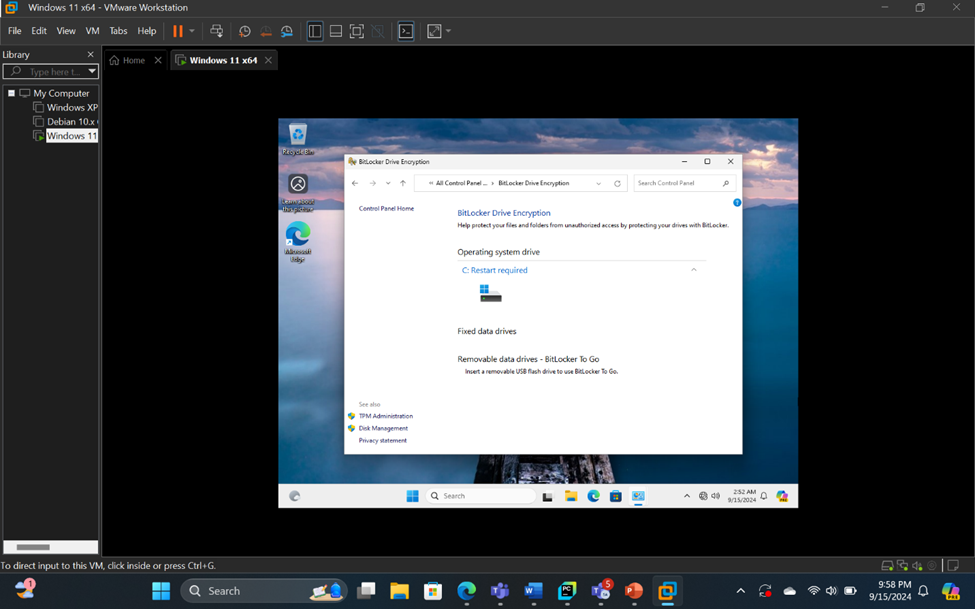 Windows 11 x64 - VMware Workstation
File Edit View VM Tabs Help
Library
Type here t...
Home
Windows 11 x64
My Computer
Windows XP
Debian 10.x
Windows 11
Recycle Bin
Learn about
this picture
Microsoft
Edge
BitLocker Drive Encryption
« All Control Panel ... › BitLocker Drive Encryption
Search Control Panel
Control Panel Home
BitLocker Drive Encryption
Help protect your files and folders from unauthorized access by protecting your drives with BitLocker.
Operating system drive
C: Restart required
Fixed data drives
Removable data drives - BitLocker To Go
Insert a removable USB flash drive to use BitLocker To Go.
See also
TPM Administration
Disk Management
Privacy statement
Search
2:52 AM
9/15/2024
To direct input to this VM, click inside or press Ctrl+G.
1
Search
5
9:58 PM
9/15/2024